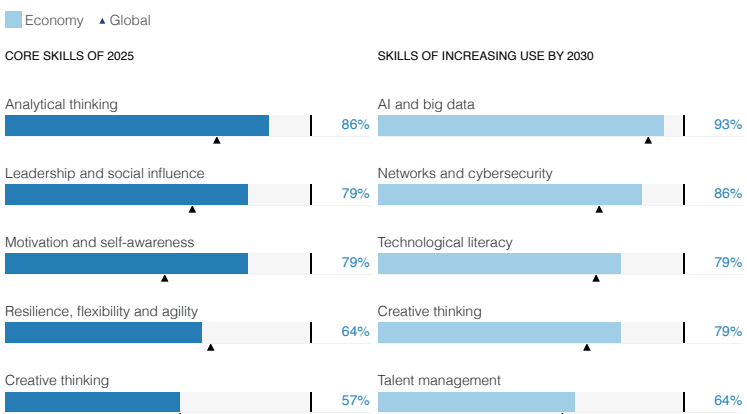 Economy Global
CORE SKILLS OF 2025
Analytical thinking
86%
Leadership and social influence
79%
Motivation and self-awareness
79%
Resilience, flexibility and agility
64%
Creative thinking
57%
SKILLS OF INCREASING USE BY 2030
AI and big data
93%
Networks and cybersecurity
86%
Technological literacy
79%
Creative thinking
79%
Talent management
64%